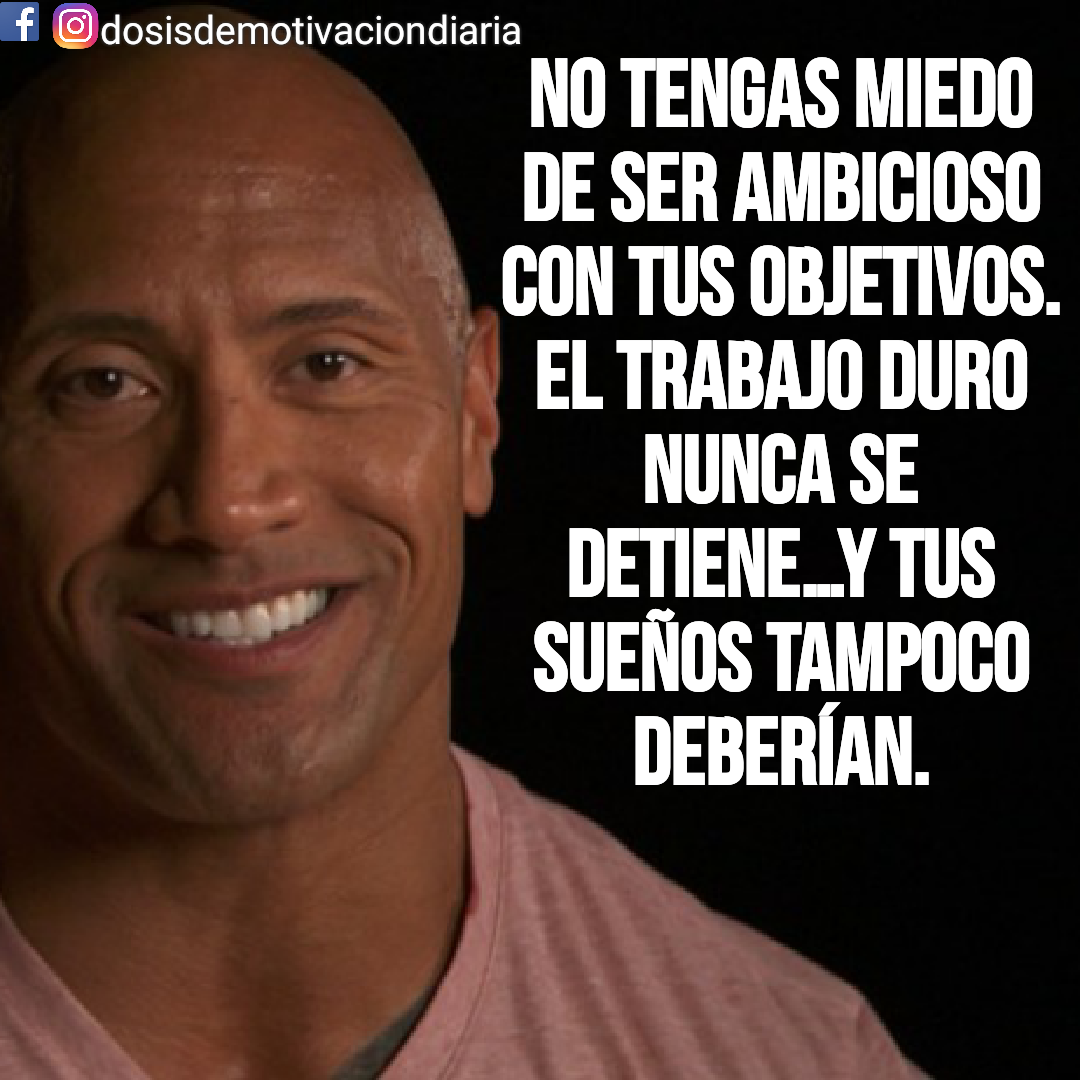 dosisdemotivaciondiaria
NO TENGAS MIEDO
DE SER AMBICIOSO
CON TUS OBJETIVOS.
EL TRABAJO DURO
NUNCA SE
DETIENE...Y TUS
SUEÑOS TAMPOCO
DEBERÍAN.